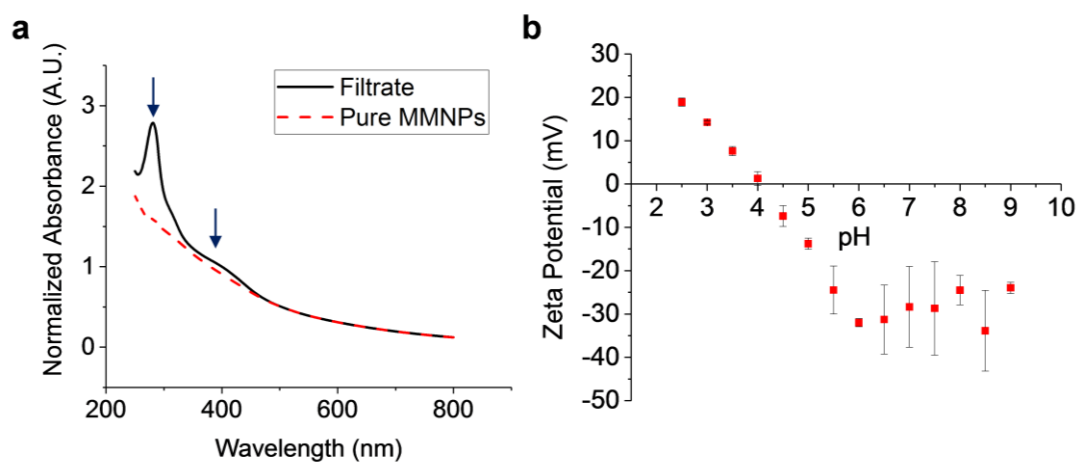 a
Normalized Absorbance (A.U.)
3
2
1
0
200 400 600 800
Wavelength (nm)
Filtrate
Pure MMNPs
b
Zeta Potential (mV)
30
20
10
0
-10
-20
-30
-40
-50
2 3 4 5 6 7 8 9 10
pH